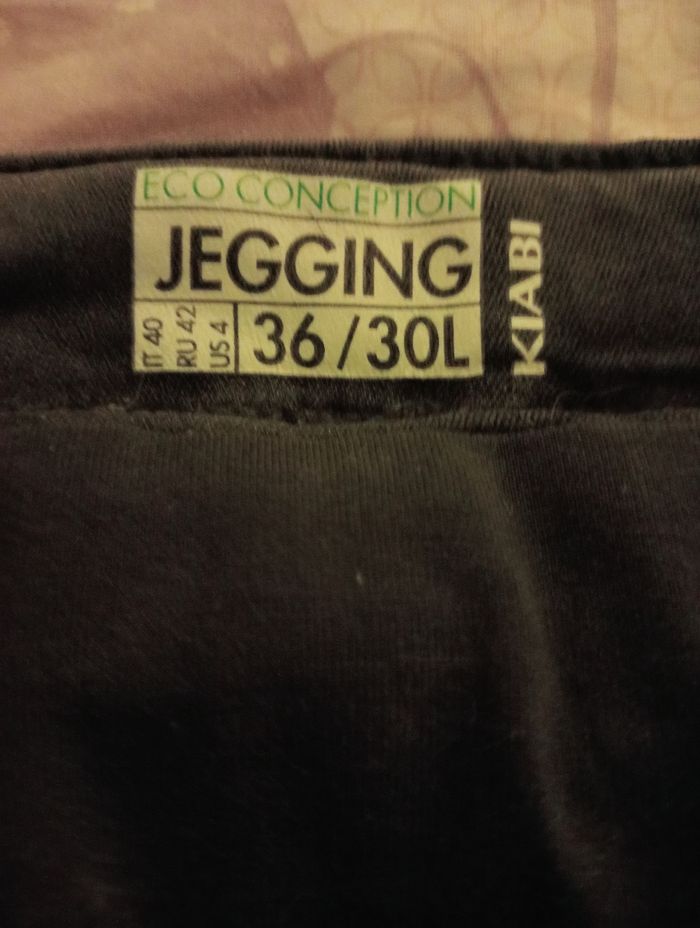 ECO CONCEPTION
JEGGING
IT 40
RU 42
US 4
36/30L
KIABI